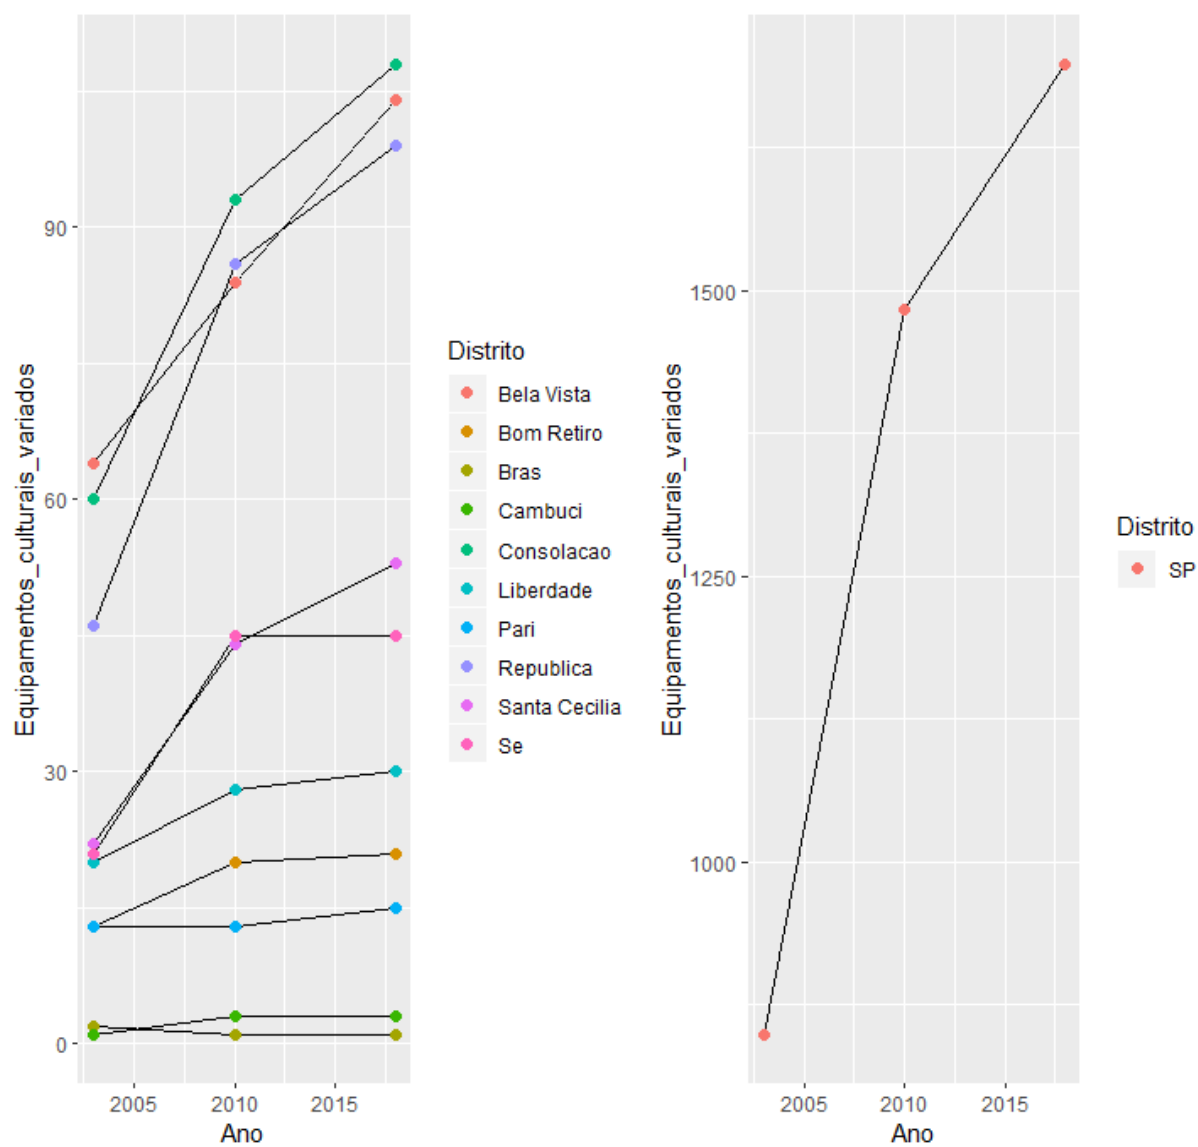 Equipamentos_culturais_variados
90
60
30
0
2005 2010 2015
Ano
Distrito
Bela Vista
Bom Retiro
Bras
Cambuci
Consolacao
Liberdade
Pari
Republica
Santa Cecilia
Se
Equipamentos_culturais_variados
1500
1250
1000
2005 2010 2015
Ano
Distrito
SP